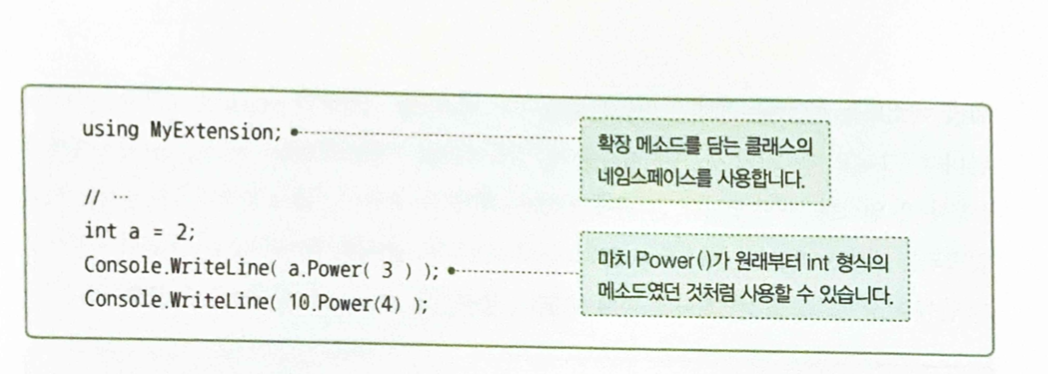 using MyExtension;
확장 메소드를 담는 클래스의
네임스페이스를 사용합니다.
// …
int a = 2;
Console.WriteLine( a.Power( 3 ) );
마치 Power()가 원래부터 int 형식의
메소드였던 것처럼 사용할 수 있습니다.
Console.WriteLine( 10.Power(4) );